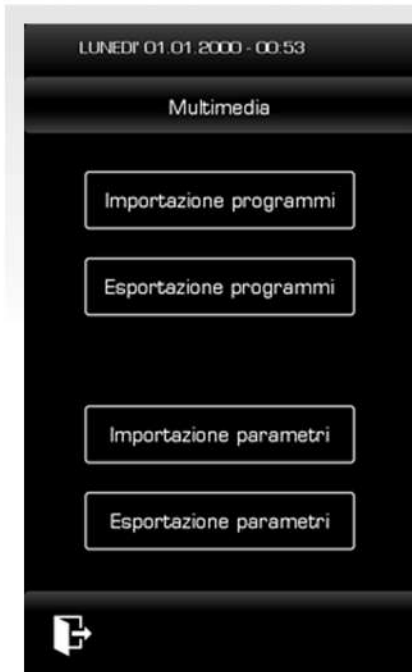 LUNEDI' 01.01.2000 - 00:53
Multimedia
Importazione programmi
Esportazione programmi
Importazione parametri
Esportazione parametri